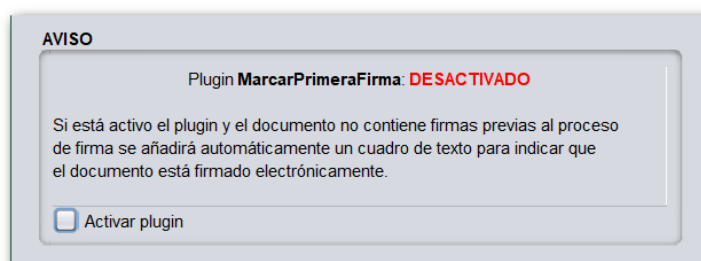 AVISO
Plugin MarcarPrimeraFirma: DESACTIVADO
Si está activo el plugin y el documento no contiene firmas previas al proceso
de firma se añadirá automáticamente un cuadro de texto para indicar que
el documento está firmado electrónicamente.
Activar plugin